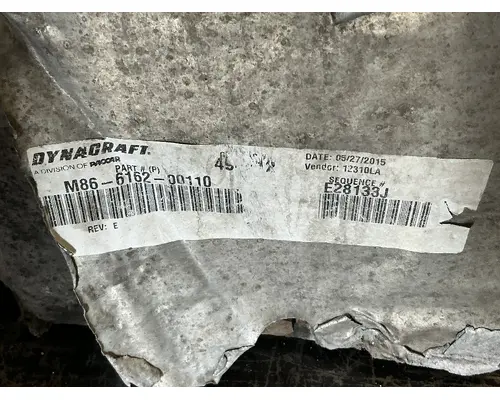 DYNACRAFT
A DIVISION OF PACCAR
PART # (P)
M86-6162-00110
REV: E
DATE: 05/27/2015
Vendor: 12310LA
SEQUENCE #
E28133J